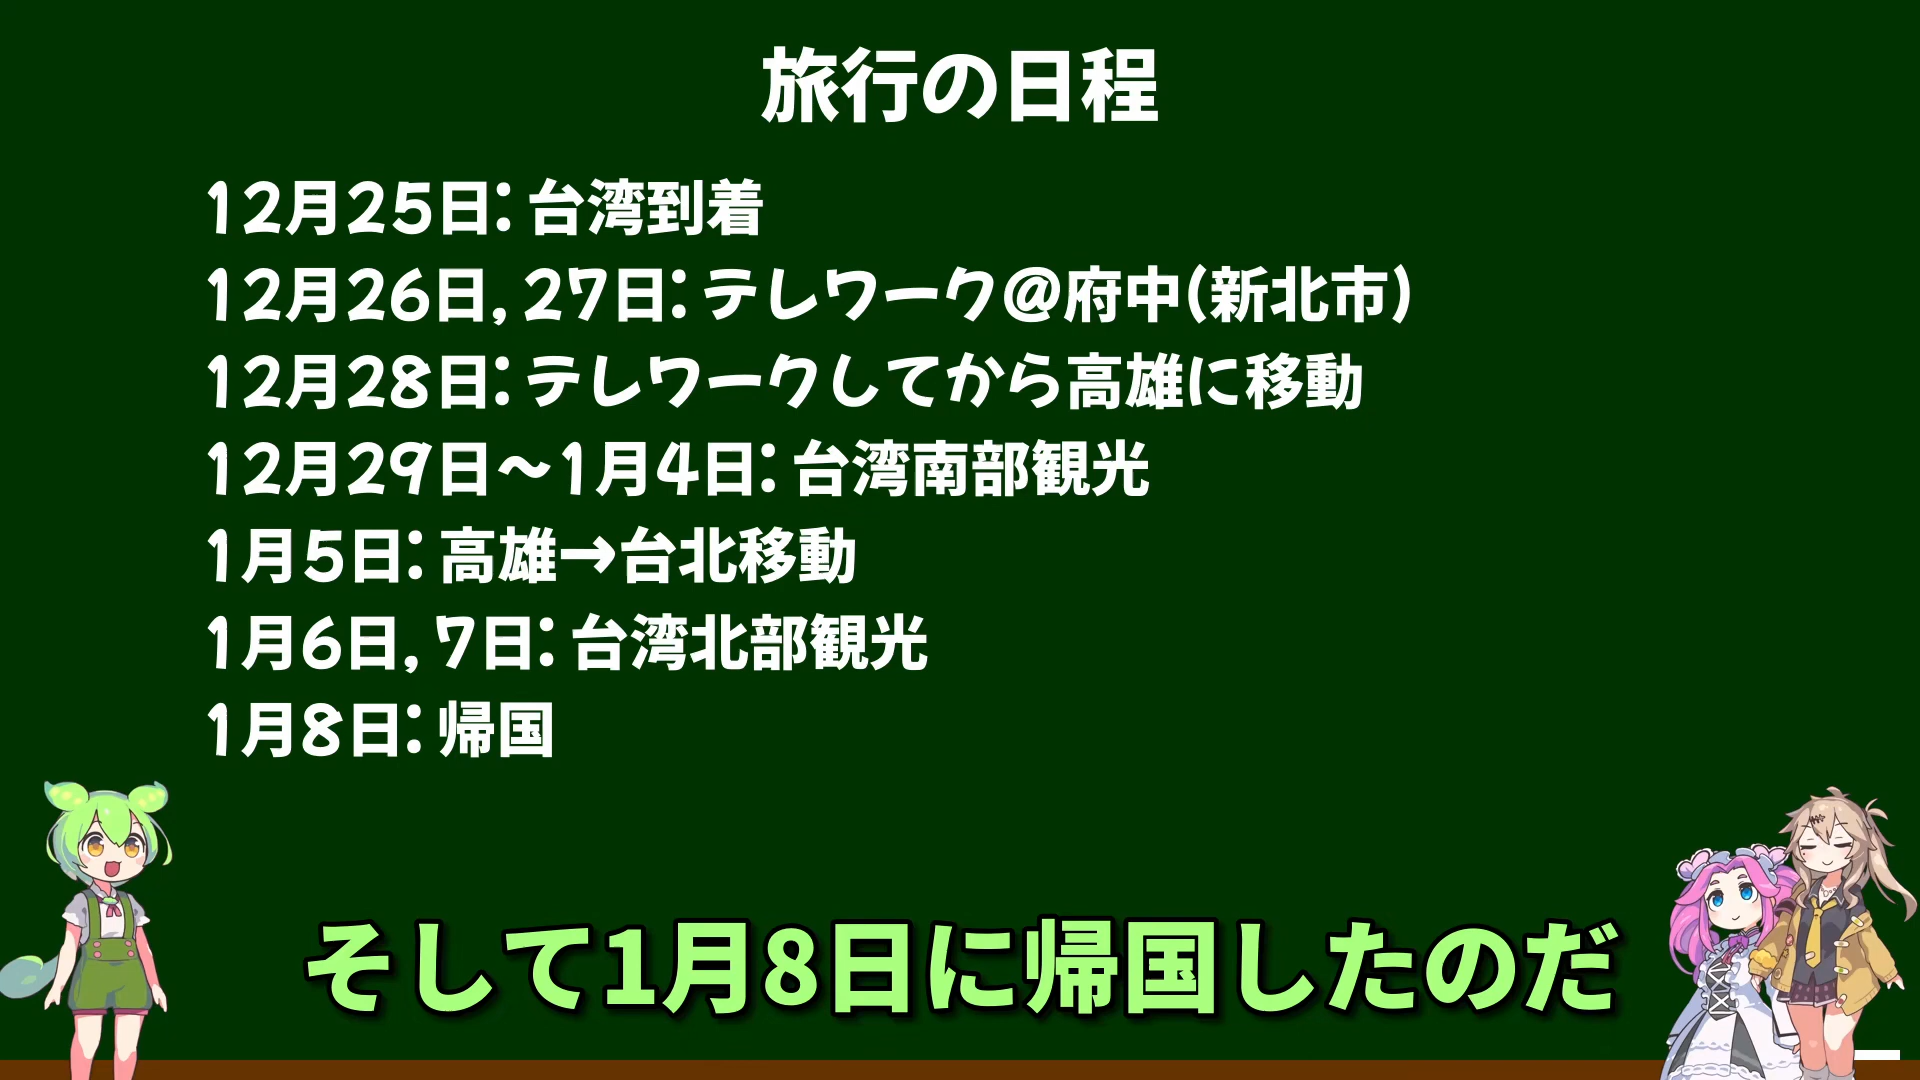 旅行の日程
12月25日: 台湾到着
12月26日, 27日: テレワーク@府中(新北市)
12月28日: テレワークしてから高雄に移動
12月29日～1月4日: 台湾南部観光
1月5日: 高雄→台北移動
1月6日, 7日: 台湾北部観光
1月8日: 帰国
そして1月8日に帰国したのだ